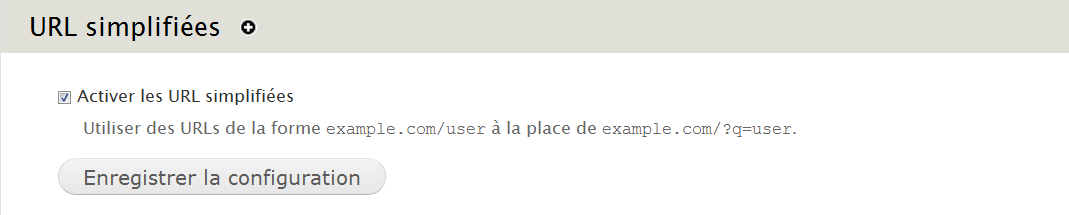 URL simplifiées
Activer les URL simplifiées
Utiliser des URLs de la forme example.com/user à la place de example.com/?q=user.
Enregistrer la configuration